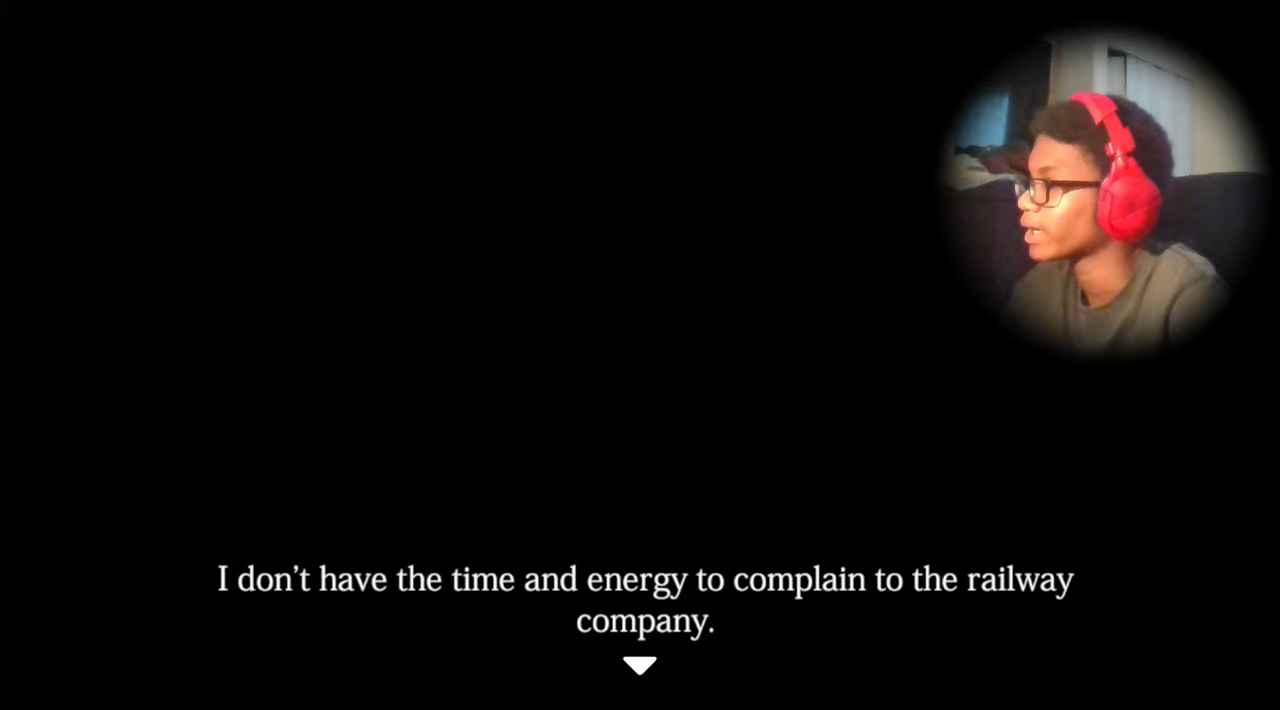 I don’t have the time and energy to complain to the railway
company.